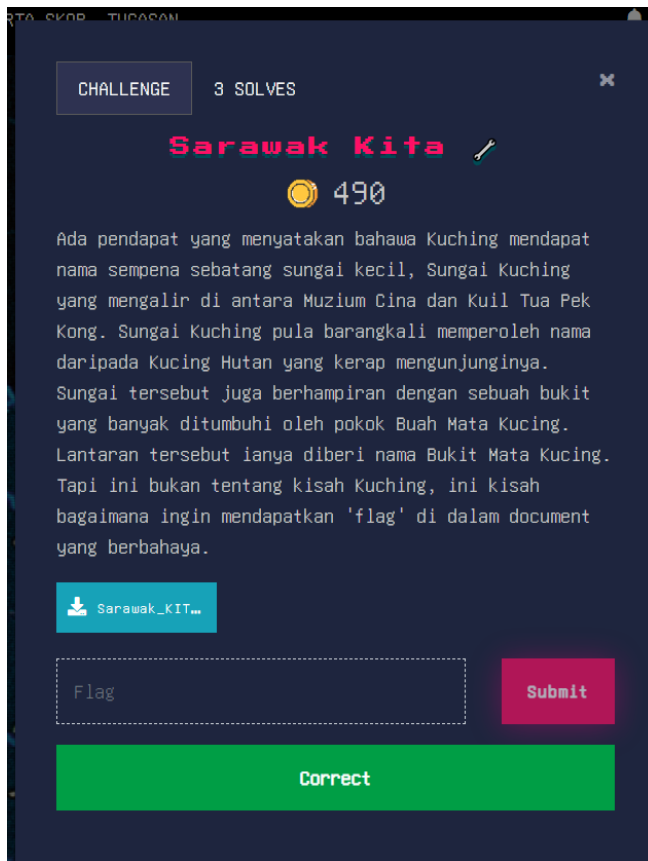 CHALLENGE
3 SOLVES
Sarawak Kita
490
Ada pendapat yang menyatakan bahawa Kuching mendapat
nama sempena sebatang sungai kecil, Sungai Kuching
yang mengalir di antara Muzium Cina dan Kuil Tua Pek
Kong. Sungai Kuching pula barangkali memperoleh nama
daripada Kucing Hutan yang kerap mengunjunginya.
Sungai tersebut juga berhampiran dengan sebuah bukit
yang banyak ditumbuhi oleh pokok Buah Mata Kucing.
Lantaran tersebut ianya diberi nama Bukit Mata Kucing.
Tapi ini bukan tentang kisah Kuching, ini kisah
bagaimana ingin mendapatkan 'flag' di dalam document
yang berbahaya.
Sarawak_KIT…
Flag
Submit
Correct